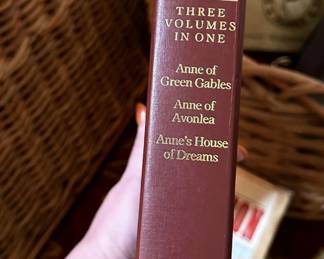 THREE
VOLUMES
IN ONE
Anne of
Green Gables
Anne of
Avonlea
Anne's House
of Dreams